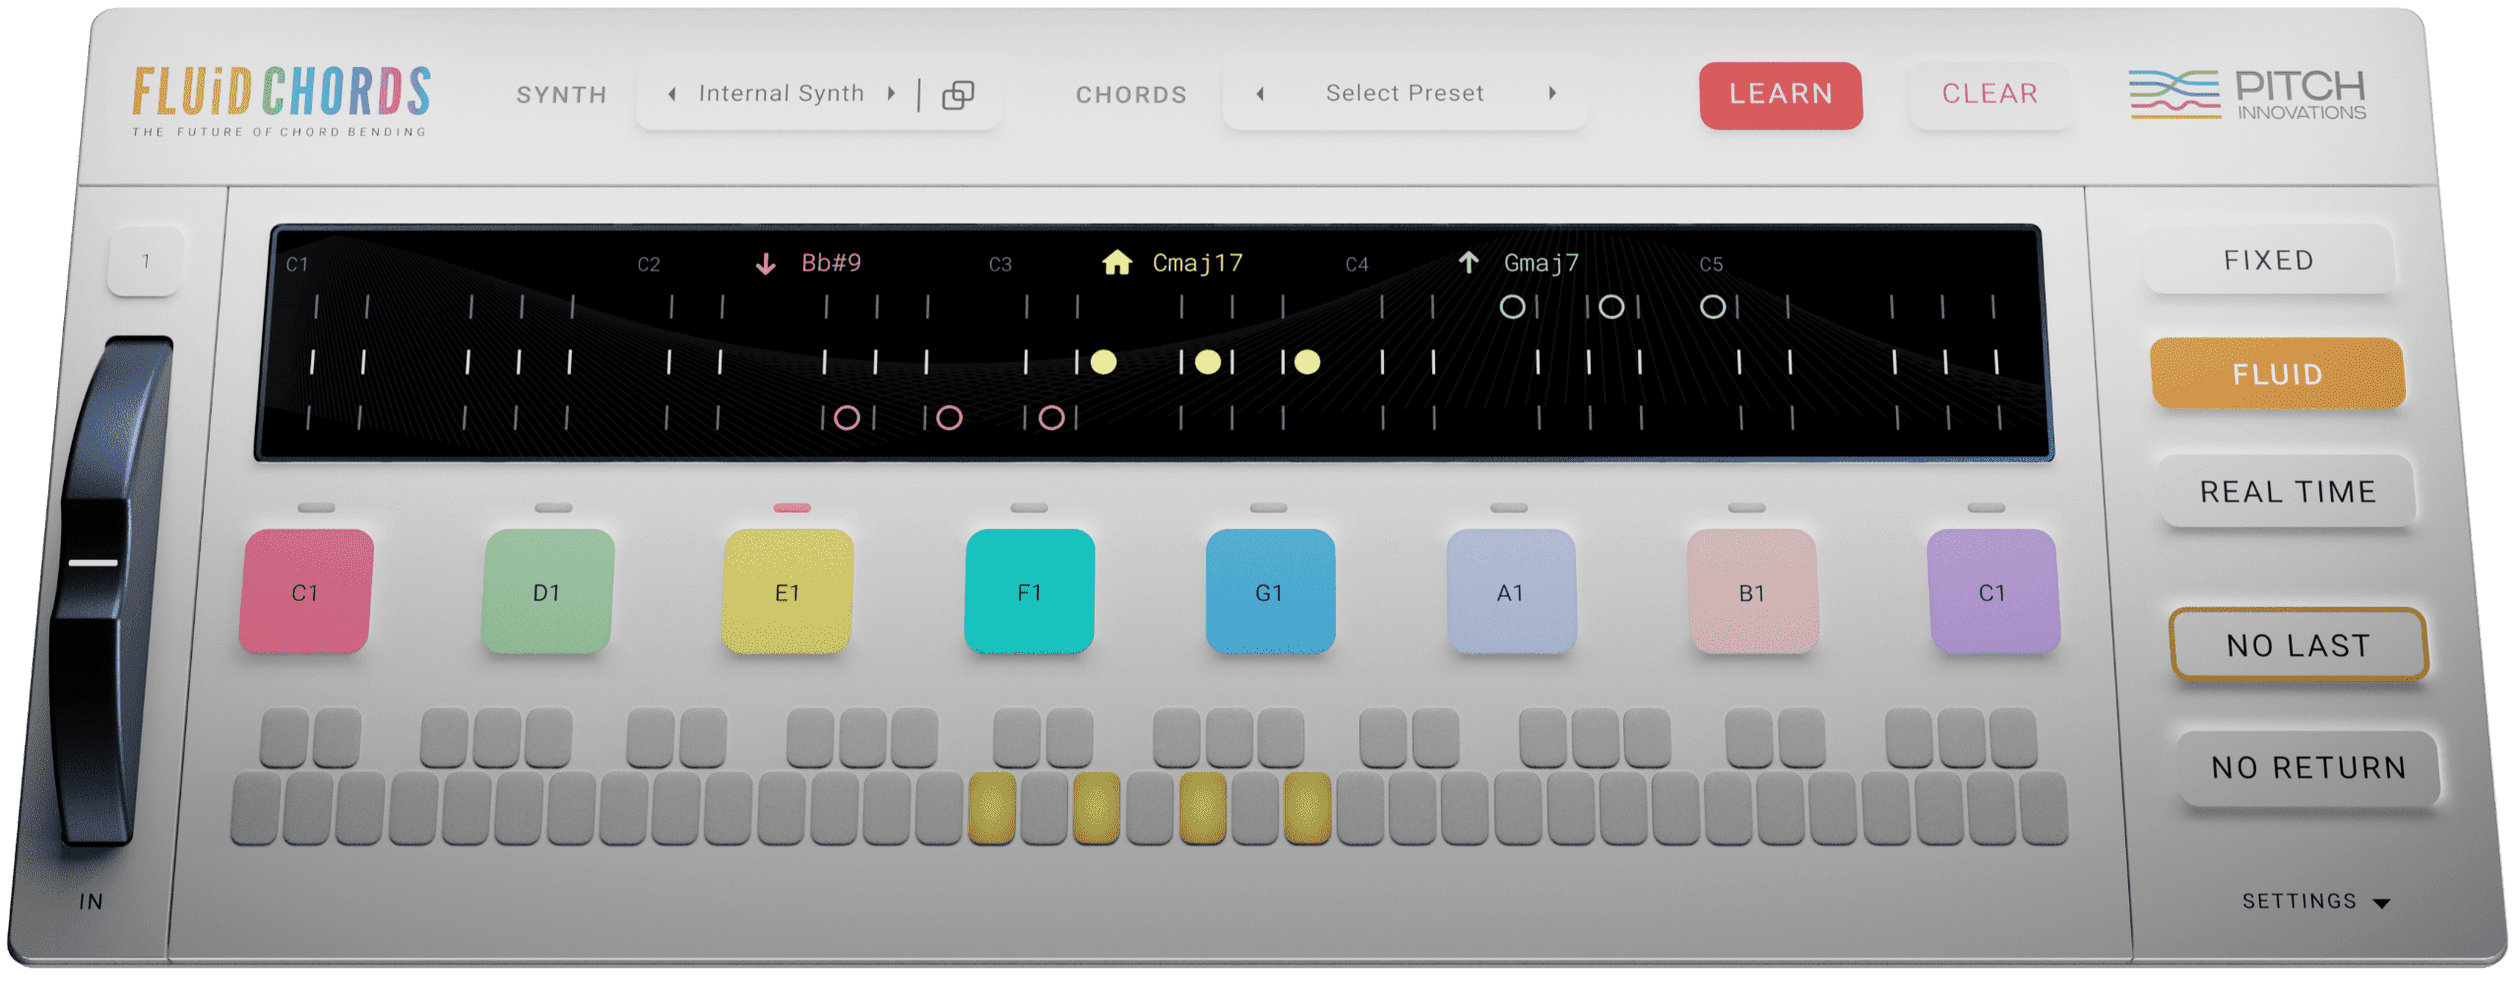 FLUiD CHORDS
THE FUTURE OF CHORD BENDING
SYNTH
Internal Synth
CHORDS
Select Preset
LEARN
CLEAR
PITCH
INNOVATIONS
1
C1
C2
Bb#9
C3
Cmaj17
C4
Gmaj7
C5
FIXED
FLUID
REAL TIME
C1
D1
E1
F1
G1
A1
B1
C1
NO LAST
NO RETURN
IN
SETTINGS